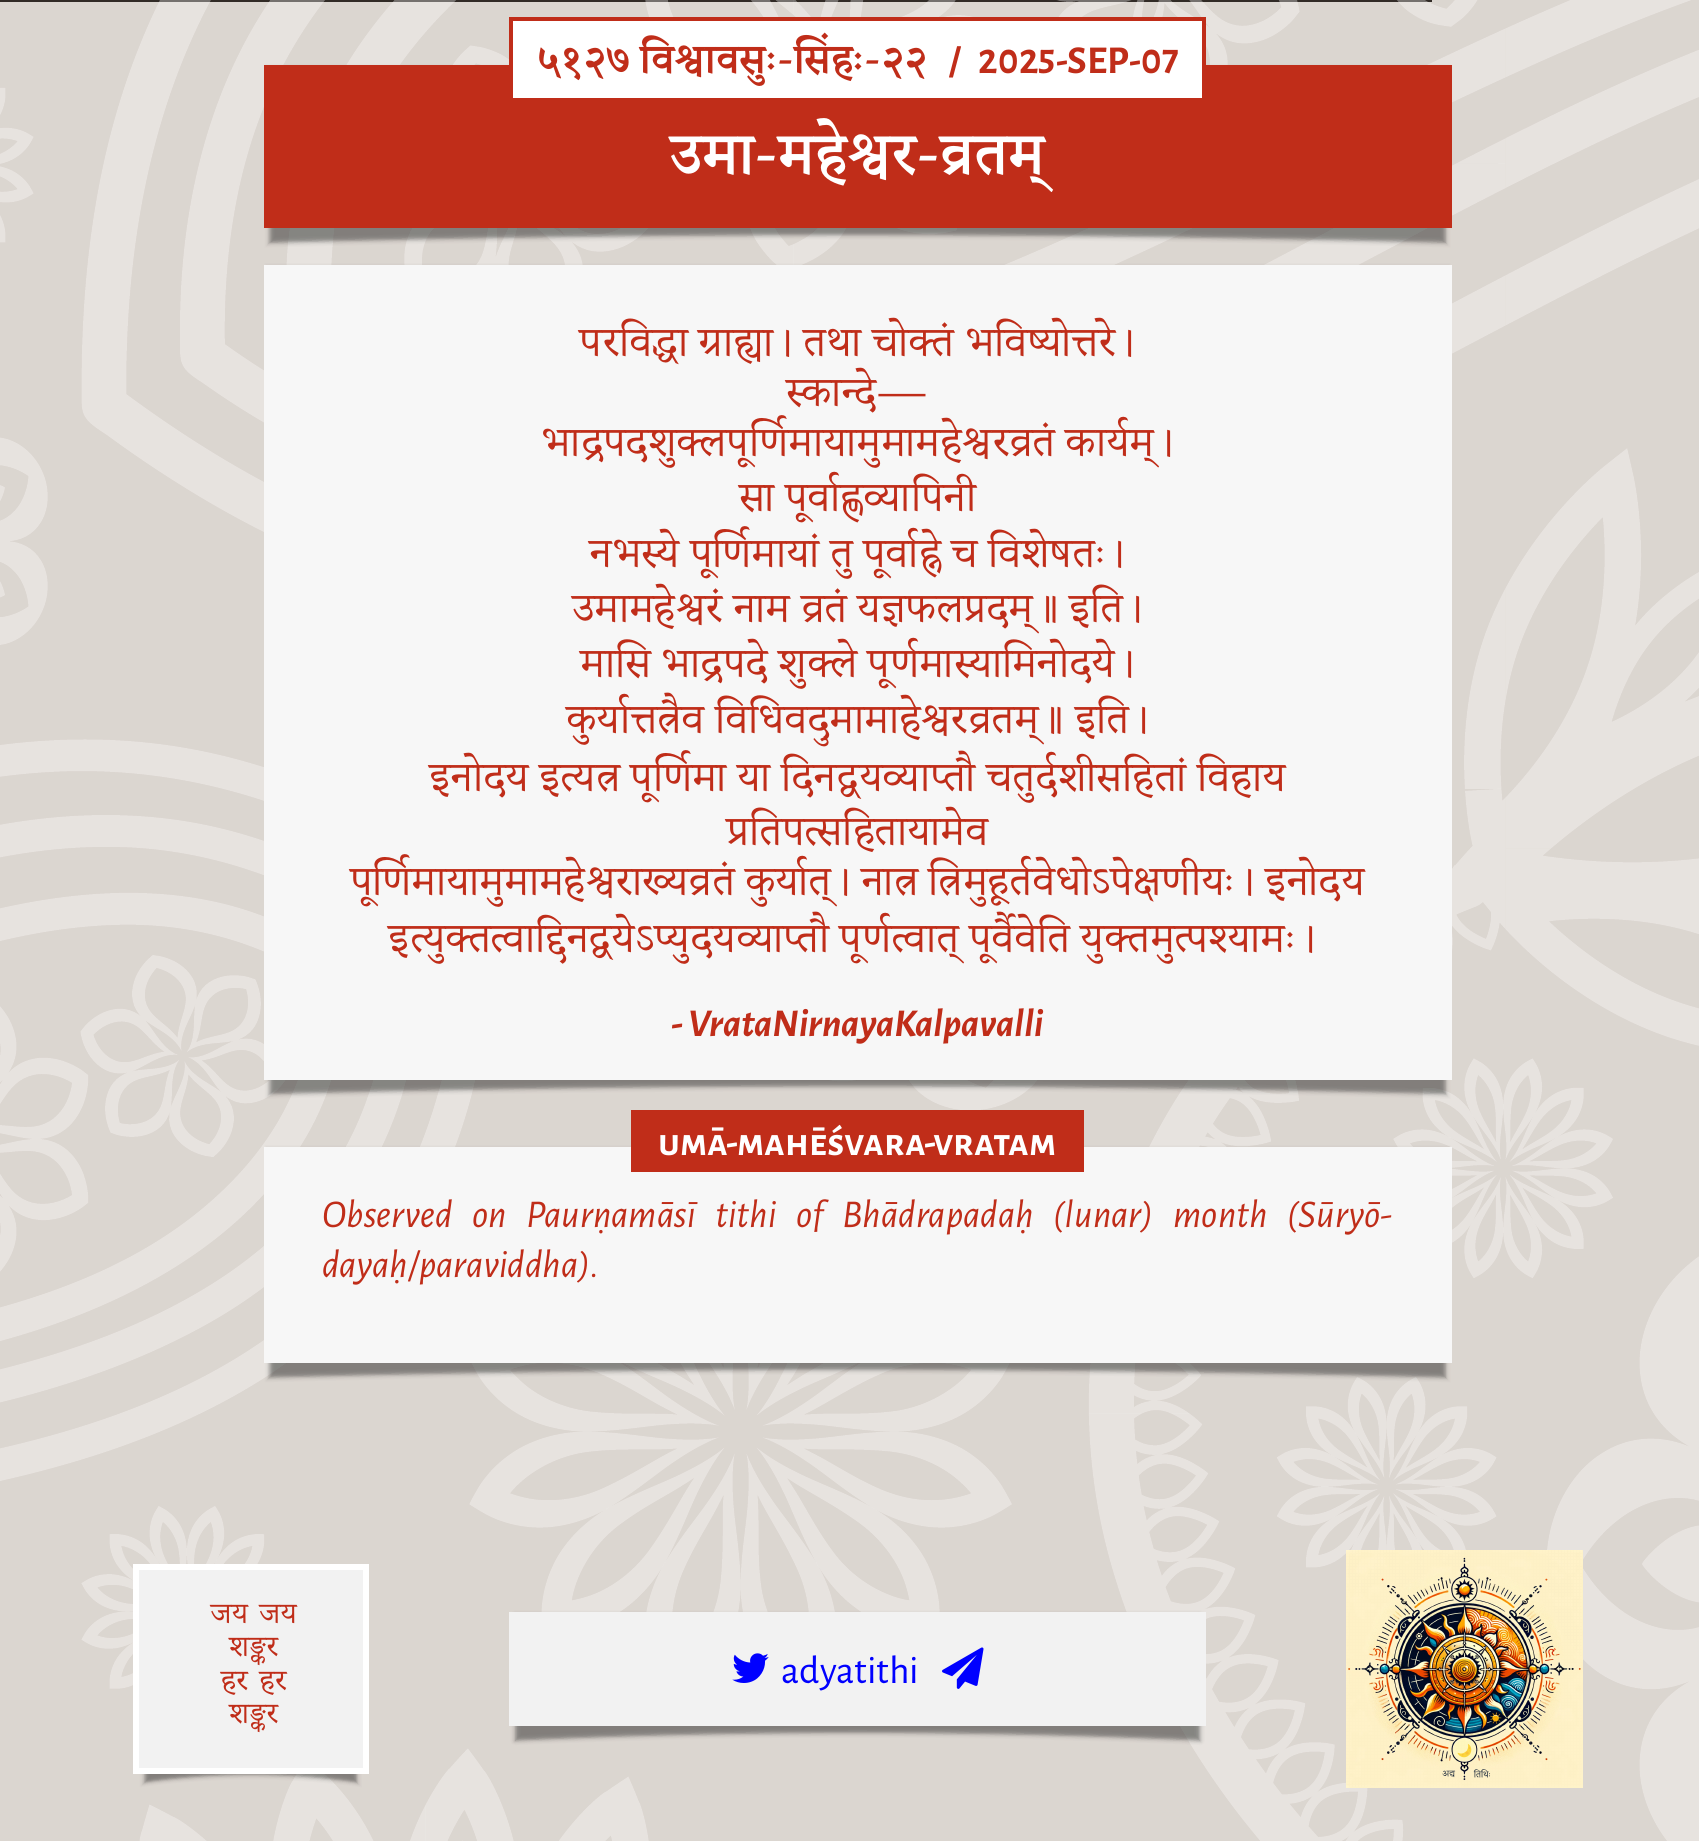 ५१२७ विश्वावसुः-सिंहः-२२ / 2025-SEP-07
उमा-महेश्वर-व्रतम्
परविद्धा ग्राह्या। तथा चोक्तं भविष्योत्तरे।
स्कान्दे—
भाद्रपदशुक्लपूर्णिमायामुमामहेश्वरव्रतं कार्यम्।
सा पूर्वाह्णव्यापिनी
नभस्ये पूर्णिमायां तु पूर्वाह्ने च विशेषतः।
उमामहेश्वरं नाम व्रतं यज्ञफलप्रदम्॥ इति।
मासि भाद्रपदे शुक्ले पूर्णमास्यामिनोदये।
कुर्यात्तत्रैव विधिवदुमामाहेश्वरव्रतम्॥ इति।
इनोदय इत्यत्र पूर्णिमा या दिनद्वयव्याप्तौ चतुर्दशीसहितां विहाय
प्रतिपत्सहितायामेव
पूर्णिमायामुमामहेश्वराख्यव्रतं कुर्यात्। नात्र त्रिमुहूर्तवेधोऽपेक्षणीयः। इनोदय
इत्युक्तत्वाद्दिनद्वयेऽप्युदयव्याप्तौ पूर्णत्वात् पूर्वैवेति युक्तमुत्पश्यामः।
- VrataNirnayaKalpavalli
UMĀ-MAHĒŚVARA-VRATAM
Observed on Paurṇamāsī tithi of Bhādrapadaḥ (lunar) month (Sūryō-
dayaḥ/paraviddha).
जय जय
शङ्कर
हर हर
शङ्कर
adyatithi
अद्य तिथिः